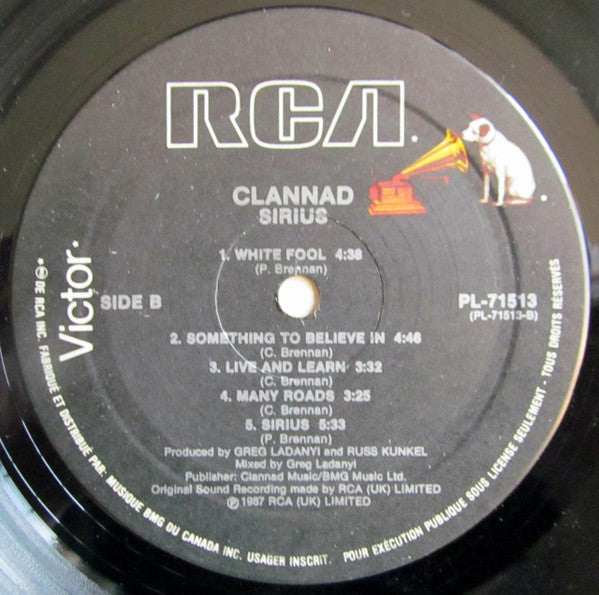 RCA
CLANNAD
SIRIUS
1. WHITE FOOL 4:38
(P. Brennan)
Victor.
SIDE B
PL-71513
(PL-71513-B)
2. SOMETHING TO BELIEVE IN 4:46
(C. Brennan)
3. LIVE AND LEARN 3:32
(C. Brennan)
4. MANY ROADS 3:25
(C. Brennan)
5. SIRIUS 5:33
(P. Brennan)
Produced by GREG LADANYI and RUSS KUNKEL
Mixed by Greg Ladanyi
Publisher: Clannad Music/BMG Music Ltd.
Original Sound Recording made by RCA (UK) LIMITED
℗ 1987 RCA (UK) LIMITED
DE RCA INC. FABRIQUÉ ET DISTRIBUÉ PAR: MUSIQUE BMG DU CANADA INC. USAGER INSCRIT. POUR EXÉCUTION PUBLIQUE SOUS LICENSE SEULEMENT - TOUS DROITS RÉSERVÉS